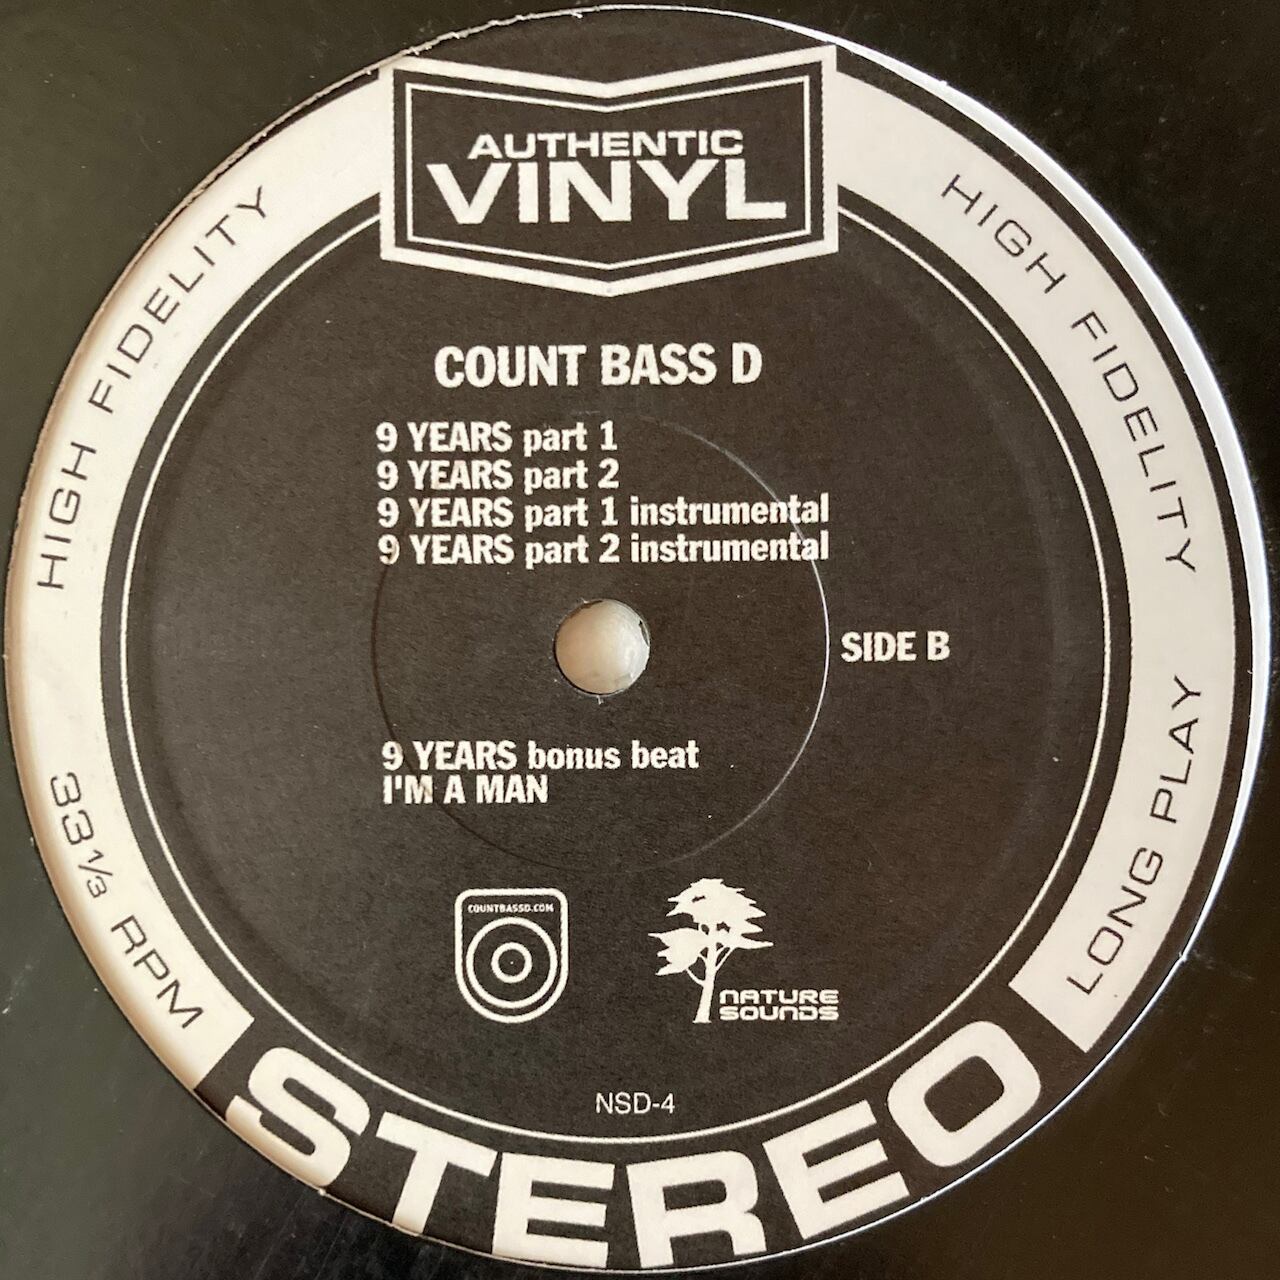 AUTHENTIC
VINYL
HIGH FIDELITY
HIGH FIDELITY
COUNT BASS D
9 YEARS part 1
9 YEARS part 2
9 YEARS part 1 instrumental
9 YEARS part 2 instrumental
SIDE B
9 YEARS bonus beat
I'M A MAN
33⅓ RPM
LONG PLAY
COUNTBASSD.COM
NATURE
SOUNDS
NSD-4
STEREO